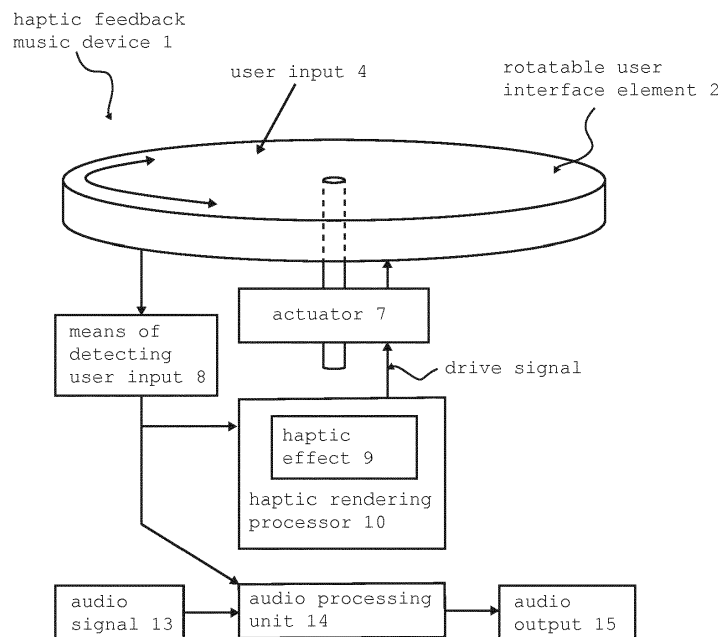 haptic feedback
music device 1
user input 4
rotatable user
interface element 2
actuator 7
means of
detecting
user input 8
drive signal
haptic
effect 9
haptic rendering
processor 10
audio
signal 13
audio processing
unit 14
audio
output 15